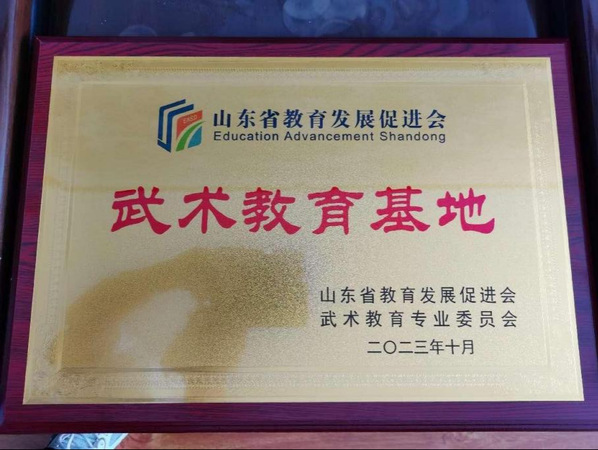 山东省教育发展促进会
Education Advancement Shandong
武术教育基地
山东省教育发展促进会
武术教育专业委员会
二〇二三年十月